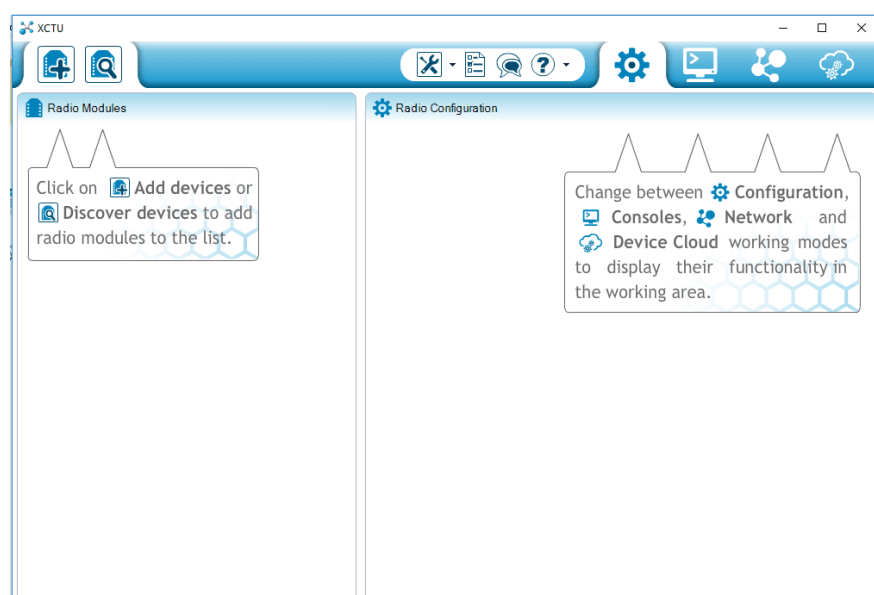 XCTU
Radio Modules
Radio Configuration
Click on Add devices or
Discover devices to add
radio modules to the list.
Change between Configuration,
Consoles, Network and
Device Cloud working modes
to display their functionality in
the working area.